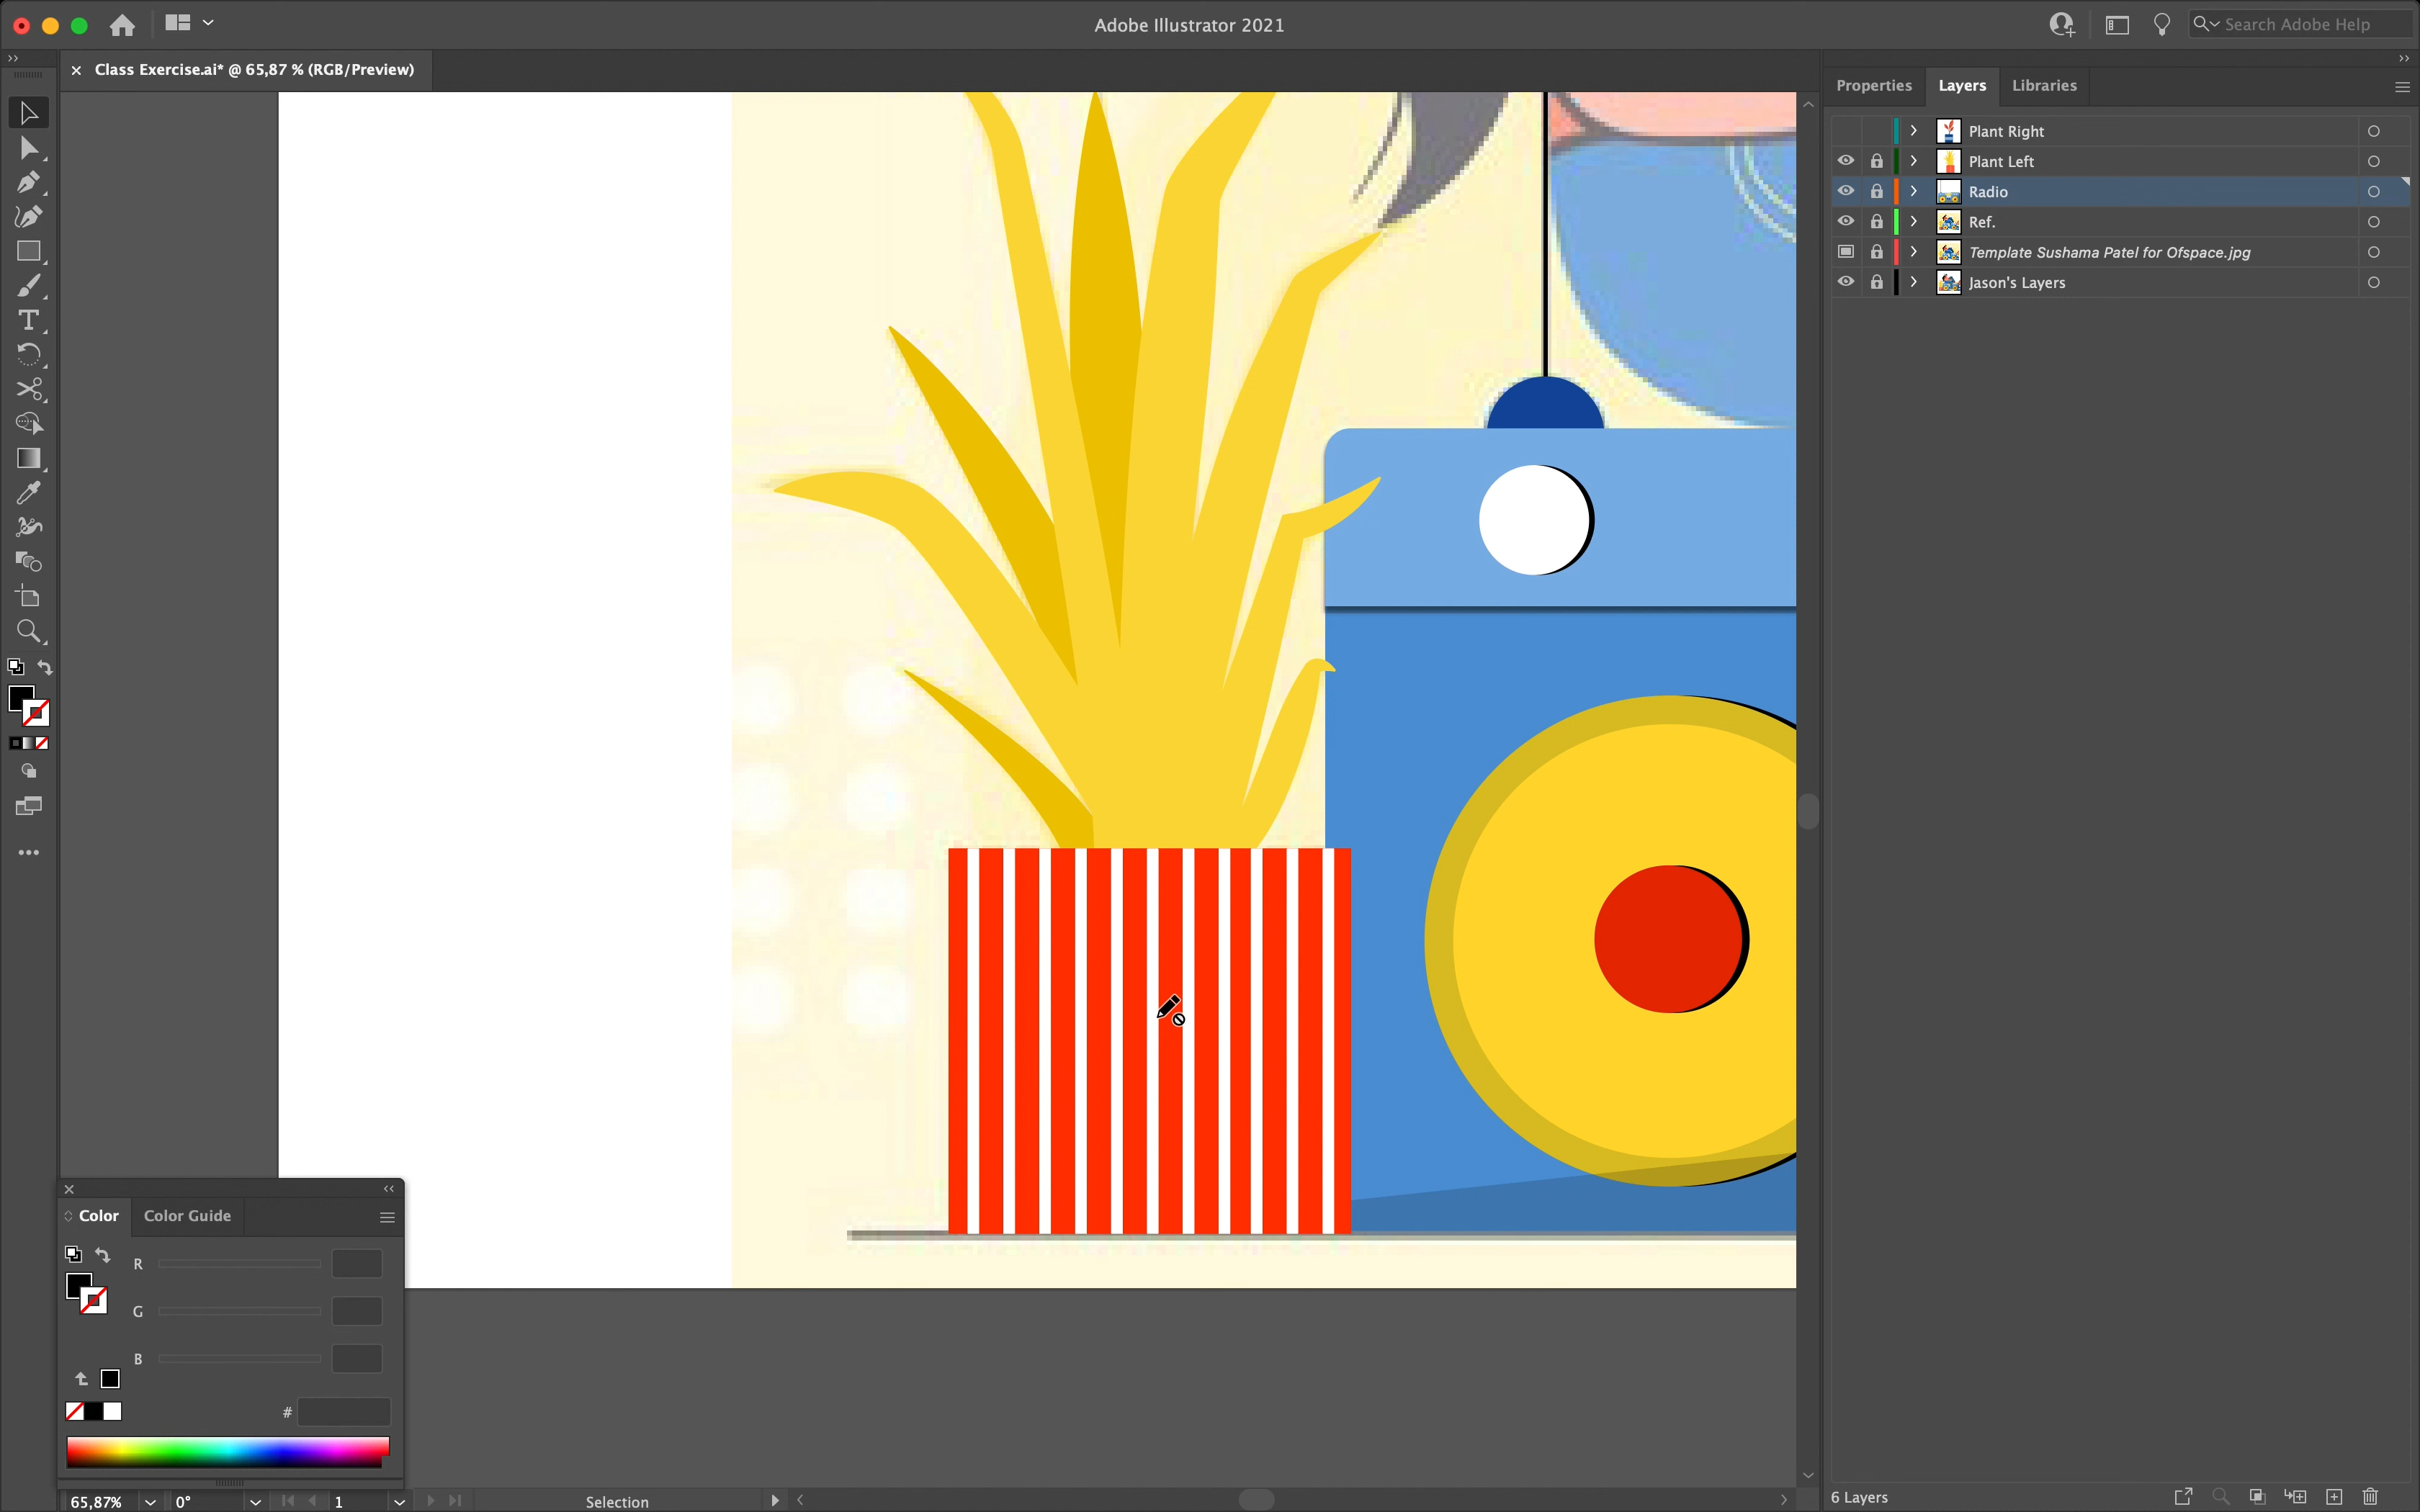 Adobe Illustrator 2021
Search Adobe Help
Class Exercise.ai* @ 65,87 % (RGB/Preview)
Properties
Layers
Libraries
Plant Right
Plant Left
Radio
Ref.
Template Sushama Patel for Ofspace.jpg
Jason's Layers
Color
Color Guide
R
G
B
#
65,87%
0°
1
Selection
6 Layers